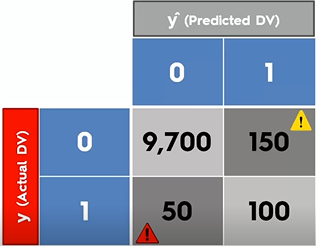 ŷ (Predicted DV)
0 1
y (Actual DV)
0 9,700 150
1 50 100